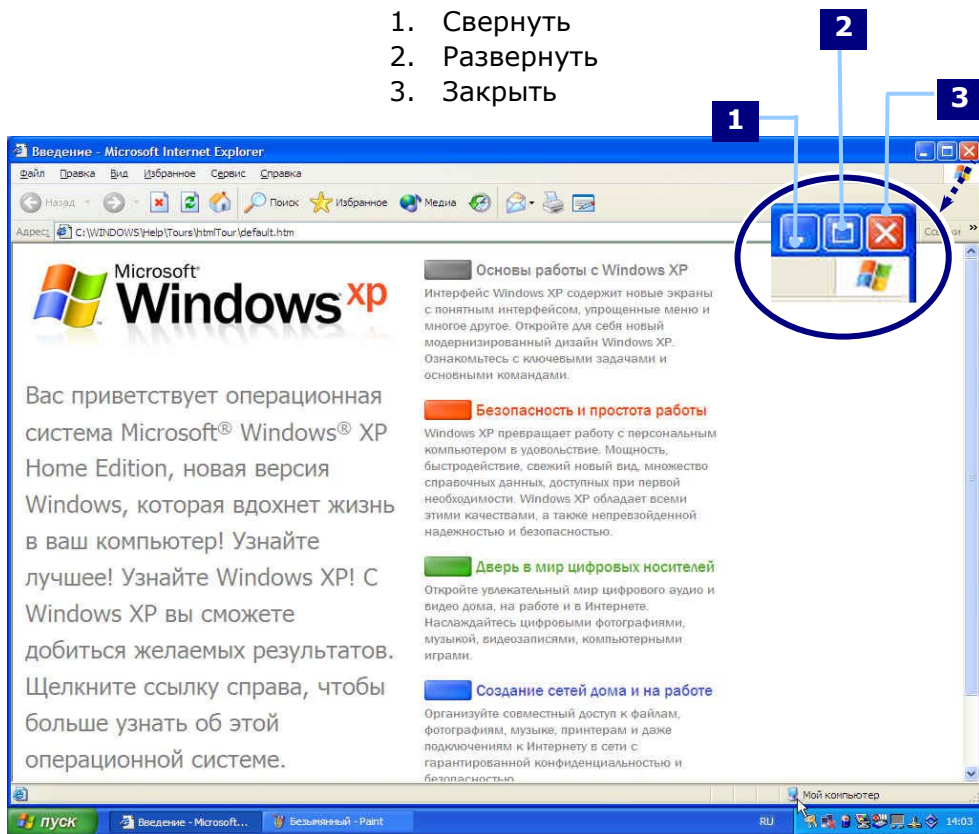 1. Свернуть
2. Развернуть
3. Закрыть
2
3
1
Введение - Microsoft Internet Explorer
Файл Правка Вид Избранное Сервис Справка
Назад Поиск Избранное Медиа
Адрес: C:\WINDOWS\Help\Tours\htmlTour\default.htm
Microsoft®
Windows xp
Вас приветствует операционная
система Microsoft® Windows® XP
Home Edition, новая версия
Windows, которая вдохнет жизнь
в ваш компьютер! Узнайте
лучшее! Узнайте Windows XP! С
Windows XP вы сможете
добиться желаемых результатов.
Щелкните ссылку справа, чтобы
больше узнать об этой
операционной системе.
Основы работы с Windows XP
Интерфейс Windows XP содержит новые экраны
с понятным интерфейсом, упрощенные меню и
многое другое. Откройте для себя новый
модернизированный дизайн Windows XP.
Ознакомьтесь с ключевыми задачами и
основными командами.
Безопасность и простота работы
Windows XP превращает работу с персональным
компьютером в удовольствие. Мощность,
быстродействие, свежий новый вид, множество
справочных данных, доступных при первой
необходимости. Windows XP обладает всеми
этими качествами, а также непревзойденной
надежностью и безопасностью.
Дверь в мир цифровых носителей
Откройте увлекательный мир цифрового аудио и
видео дома, на работе и в Интернете.
Наслаждайтесь цифровыми фотографиями,
музыкой, видеозаписями, компьютерными
играми.
Создание сетей дома и на работе
Организуйте совместный доступ к файлам,
фотографиям, музыке, принтерам и даже
подключениям к Интернету в сети с
гарантированной конфиденциальностью и
безопасностью
Мой компьютер
пуск Введение - Microsoft... Безымянный - Paint RU 14:03